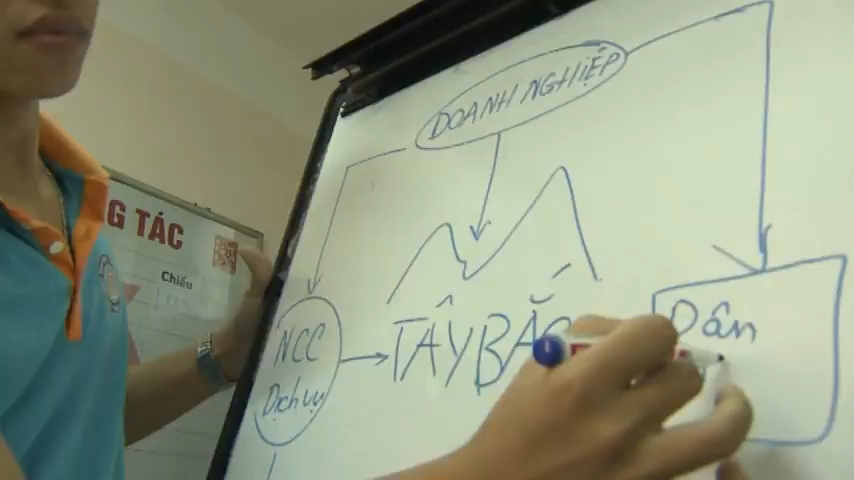 DOANH NGHIỆP
G TÁC
Chiều
NCC
Dịch vụ
TÂY BẮC
Dân